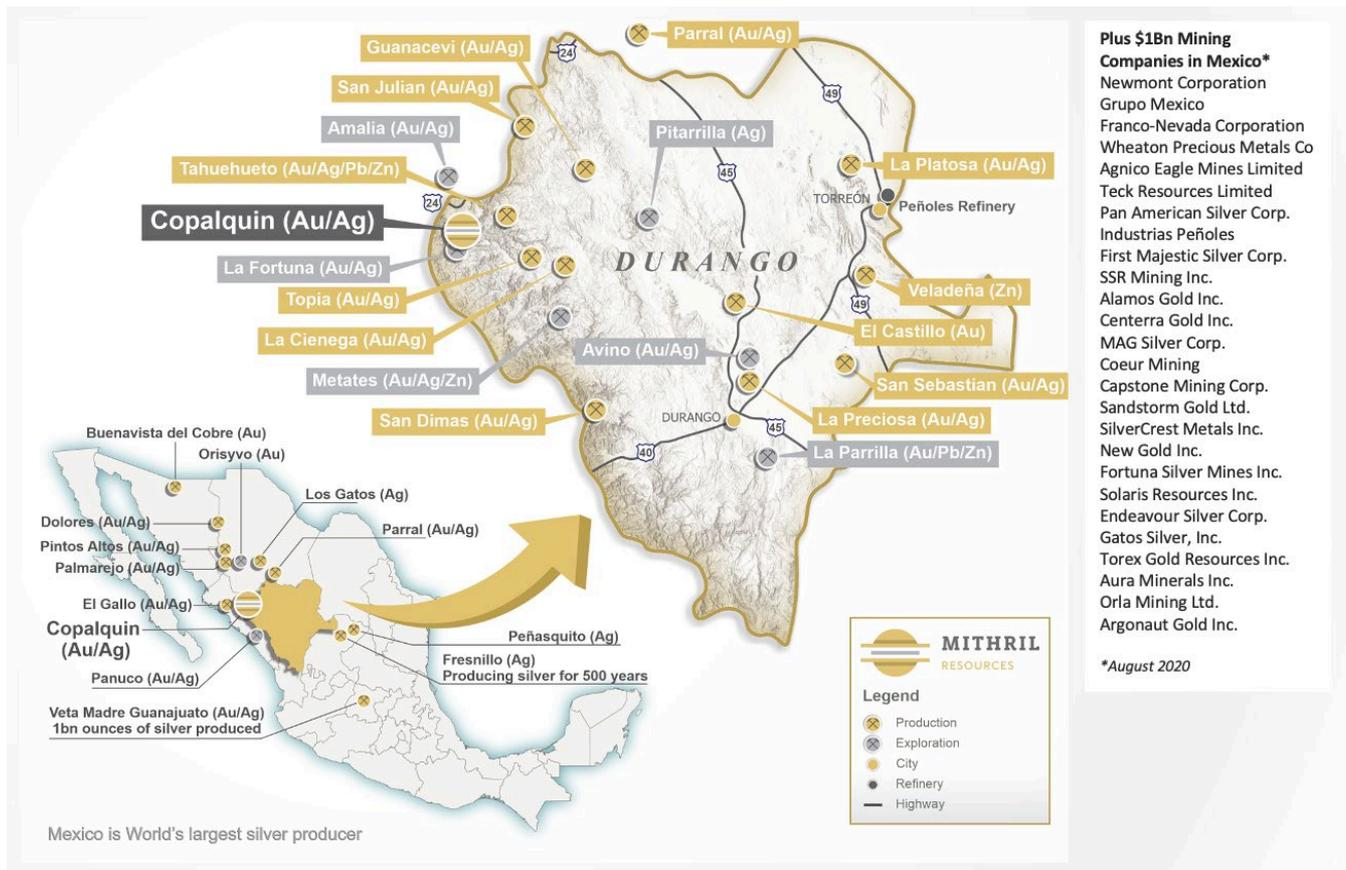 Parral (Au/Ag)
Guanacevi (Au/Ag)
24
San Julian (Au/Ag)
49
Amalia (Au/Ag)
Pitarrilla (Ag)
Tahuehueto (Au/Ag/Pb/Zn)
45
La Platosa (Au/Ag)
24
TORREÓN
Peñoles Refinery
Copalquin (Au/Ag)
DURANGO
La Fortuna (Au/Ag)
Topia (Au/Ag)
Veladeña (Zn)
49
La Cienega (Au/Ag)
El Castillo (Au)
Avino (Au/Ag)
Metates (Au/Ag/Zn)
San Sebastian (Au/Ag)
San Dimas (Au/Ag)
DURANGO
La Preciosa (Au/Ag)
45
40
La Parrilla (Au/Pb/Zn)
Buenavista del Cobre (Au)
Orisyvo (Au)
Los Gatos (Ag)
Dolores (Au/Ag)
Parral (Au/Ag)
Pintos Altos (Au/Ag)
Palmarejo (Au/Ag)
El Gallo (Au/Ag)
Copalquin
(Au/Ag)
Peñasquito (Ag)
Fresnillo (Ag)
Producing silver for 500 years
Panuco (Au/Ag)
Veta Madre Guanajuato (Au/Ag)
1bn ounces of silver produced
Mexico is World's largest silver producer
MITHRIL
RESOURCES
Legend
Production
Exploration
City
Refinery
Highway
Plus $1Bn Mining
Companies in Mexico*
Newmont Corporation
Grupo Mexico
Franco-Nevada Corporation
Wheaton Precious Metals Co
Agnico Eagle Mines Limited
Teck Resources Limited
Pan American Silver Corp.
Industrias Peñoles
First Majestic Silver Corp.
SSR Mining Inc.
Alamos Gold Inc.
Centerra Gold Inc.
MAG Silver Corp.
Coeur Mining
Capstone Mining Corp.
Sandstorm Gold Ltd.
SilverCrest Metals Inc.
New Gold Inc.
Fortuna Silver Mines Inc.
Solaris Resources Inc.
Endeavour Silver Corp.
Gatos Silver, Inc.
Torex Gold Resources Inc.
Aura Minerals Inc.
Orla Mining Ltd.
Argonaut Gold Inc.
*August 2020